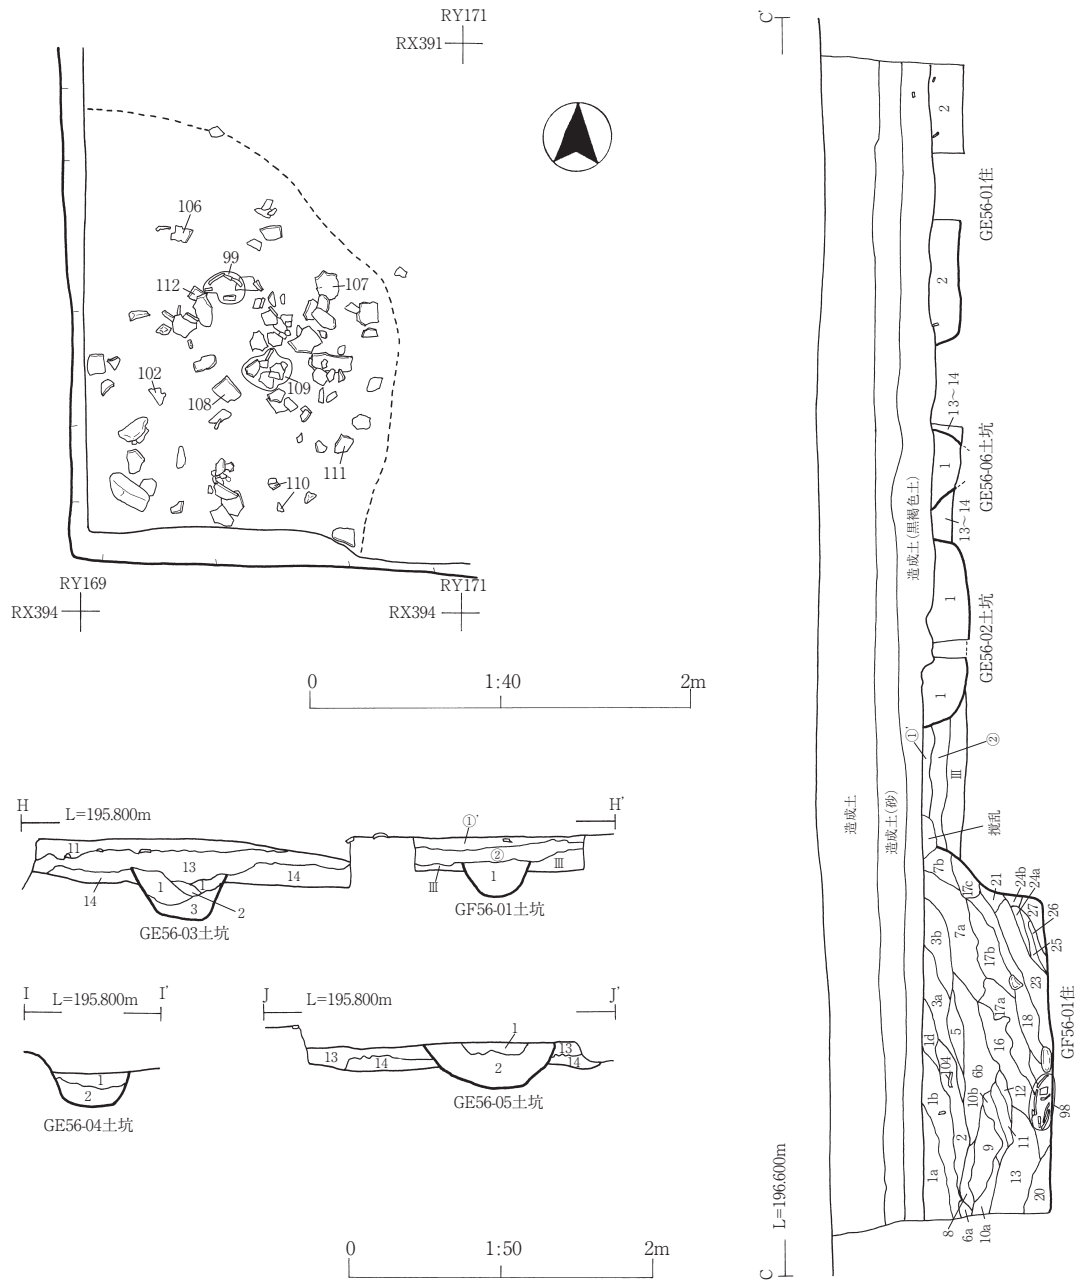 RY171
RX391
106
99
112
107
102
108
109
111
110
RY169
RX394
RY171
RX394
0 1:40 2m
H L=195.800m H'
11 13 14 14 1 1 2 3
GE56-03土坑
①' ② Ⅲ Ⅲ 1
GF56-01土坑
I L=195.800m I'
1
2
GE56-04土坑
J L=195.800m J'
13 14 1 2 13 14
GE56-05土坑
0 1:50 2m
C'
2
GE56-01住
2
13~14
1
GE56-06土坑
13~14
造成土(黒褐色土)
1
GE56-02土坑
1
①' ② Ⅲ
造成土
造成土(砂)
撹乱
7b 17c 21 24b 24a 27 26 25
3b 7a 17b 23
3a 5 17a 18
1d 104 6b 16
GF56-01住
1b 10b 12 98
2 9 11
1a 13 20
8 6a 10a
L=196.600m
C